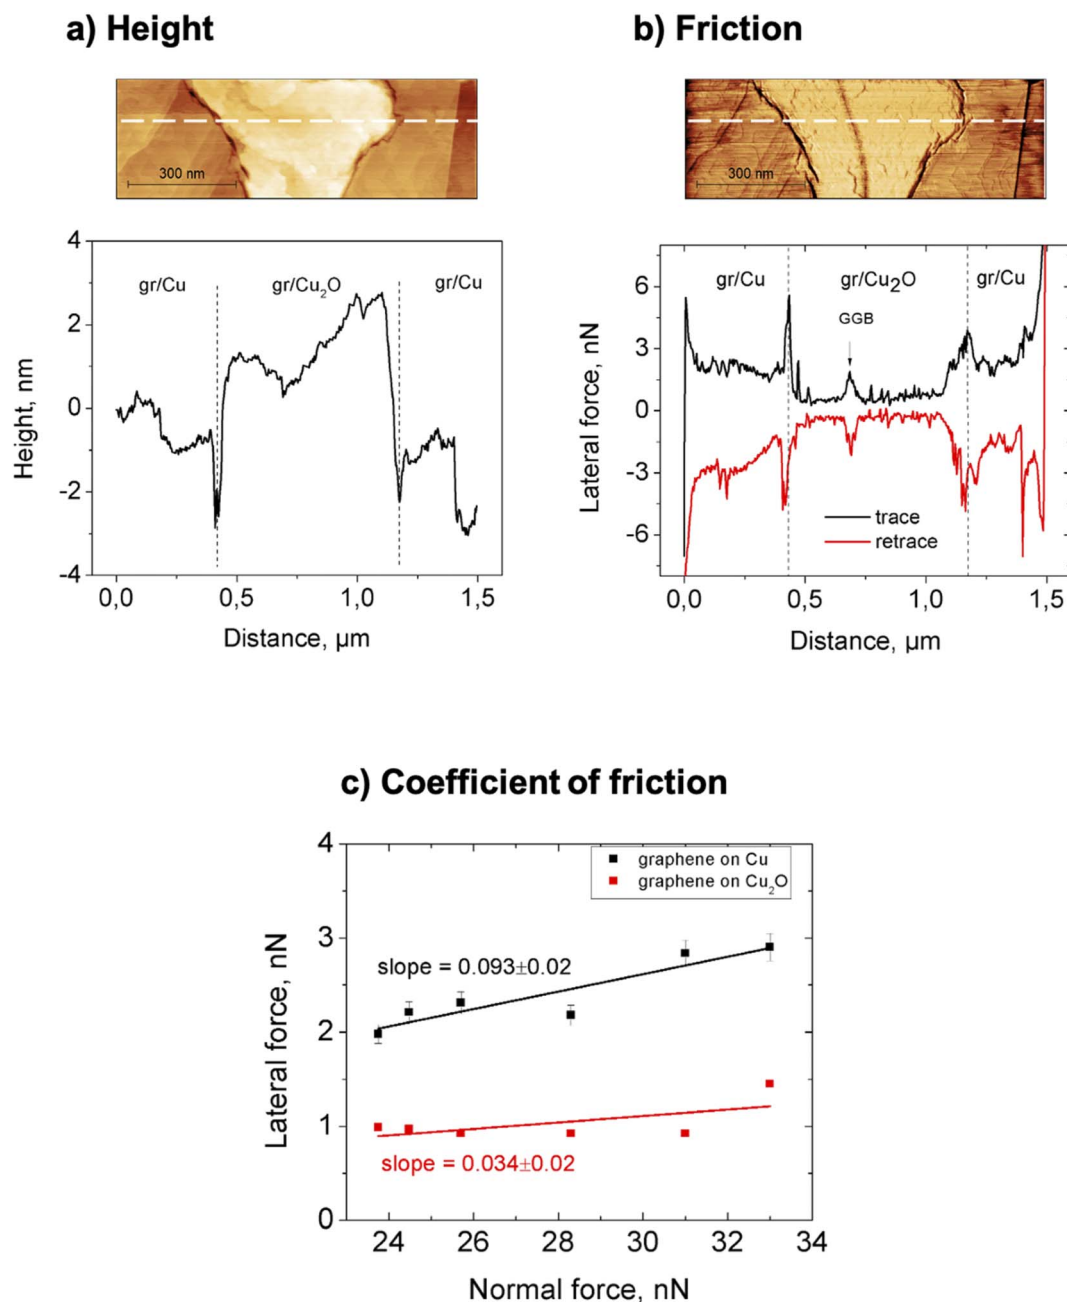 a) Height
b) Friction
300 nm
300 nm
4
2
0
-2
-4
Height, nm
gr/Cu
gr/Cu₂O
gr/Cu
0,0
0,5
1,0
1,5
Distance, µm
6
3
0
-3
-6
Lateral force, nN
gr/Cu
gr/Cu₂O
gr/Cu
GGB
trace
retrace
0,0
0,5
1,0
1,5
Distance, µm
c) Coefficient of friction
4
3
2
1
0
Lateral force, nN
graphene on Cu
graphene on Cu₂O
slope = 0.093±0.02
slope = 0.034±0.02
24
26
28
30
32
34
Normal force, nN